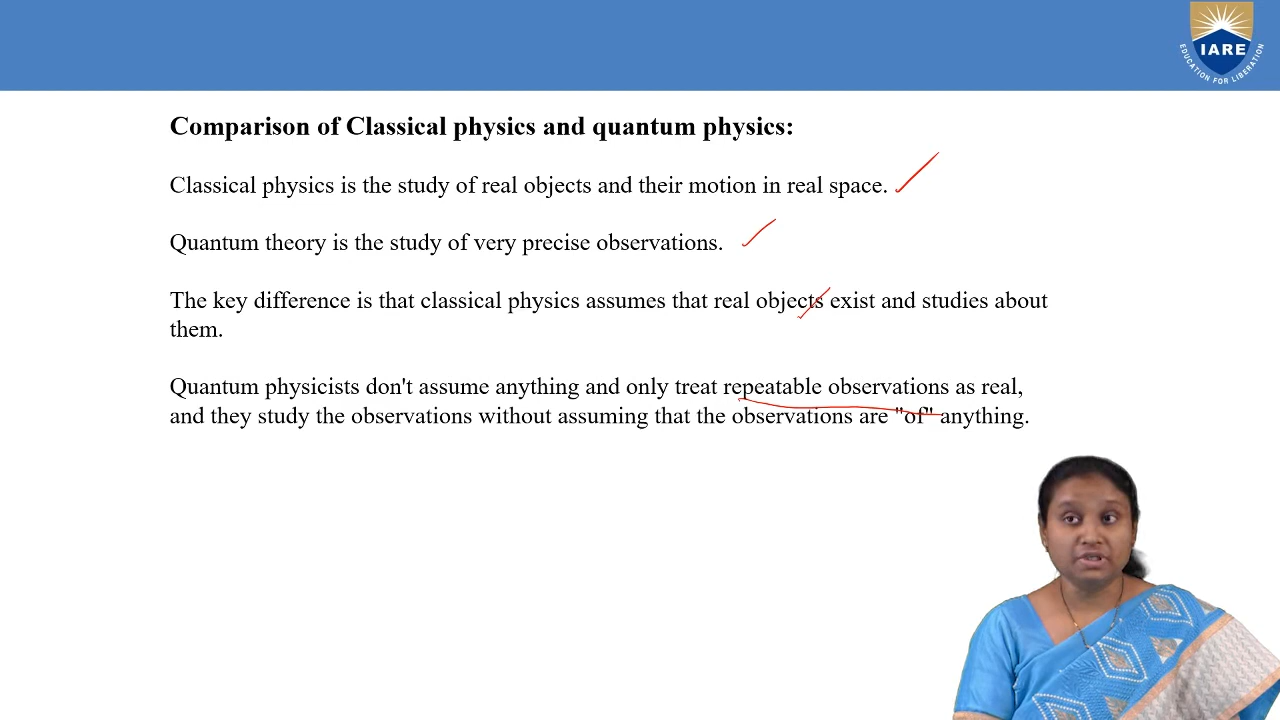 IARE
EDUCATION FOR LIBERATION
Comparison of Classical physics and quantum physics:
Classical physics is the study of real objects and their motion in real space.
Quantum theory is the study of very precise observations.
The key difference is that classical physics assumes that real objects exist and studies about
them.
Quantum physicists don't assume anything and only treat repeatable observations as real,
and they study the observations without assuming that the observations are "of" anything.